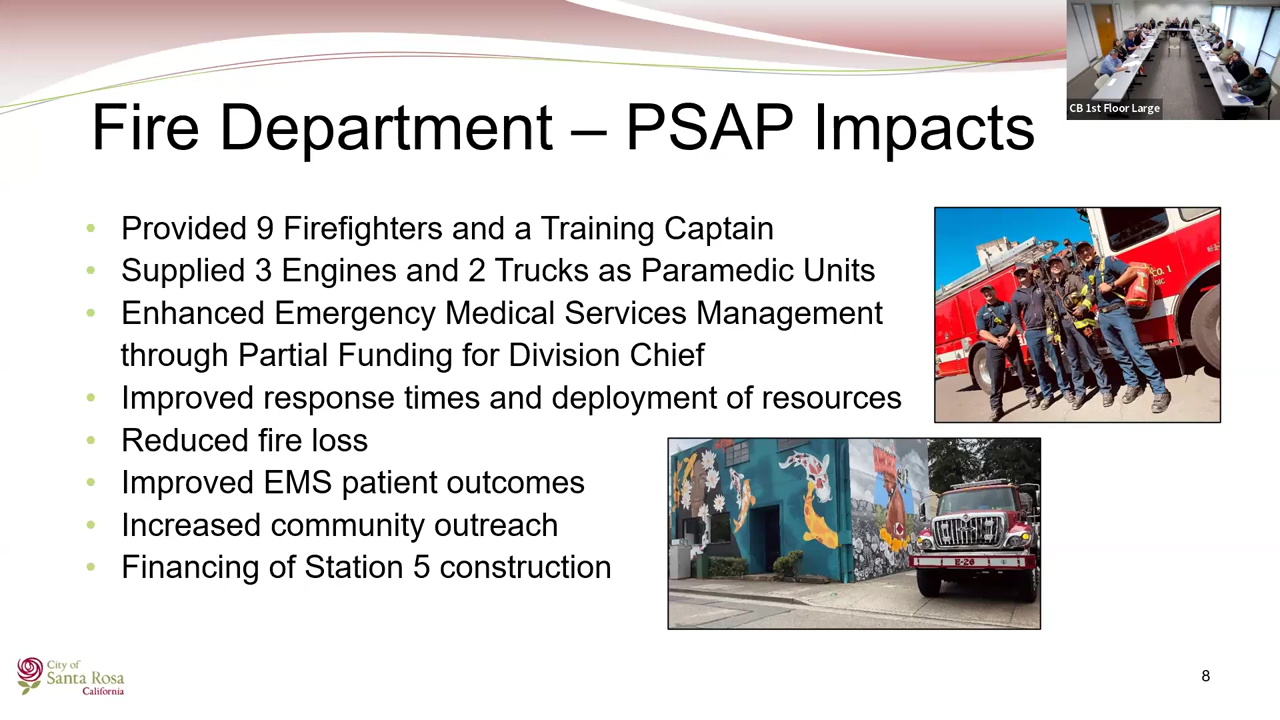 CB 1st Floor Large
Fire Department – PSAP Impacts
• Provided 9 Firefighters and a Training Captain
• Supplied 3 Engines and 2 Trucks as Paramedic Units
• Enhanced Emergency Medical Services Management
through Partial Funding for Division Chief
• Improved response times and deployment of resources
• Reduced fire loss
• Improved EMS patient outcomes
• Increased community outreach
• Financing of Station 5 construction
CO. 1
E-20
City of
Santa Rosa
California
8